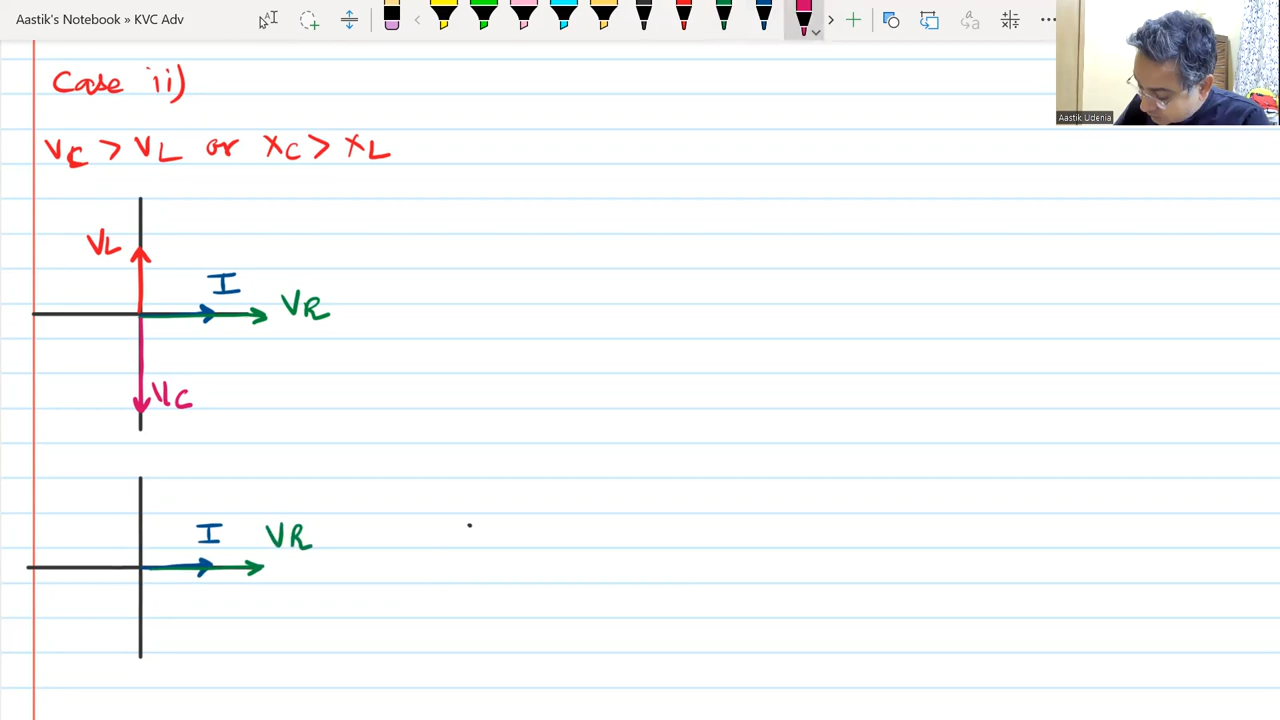 Aastik's Notebook » KVC Adv
Aastik Udenia
Case ii)
VC > VL or XC > XL
VL
I
VR
VC
I VR